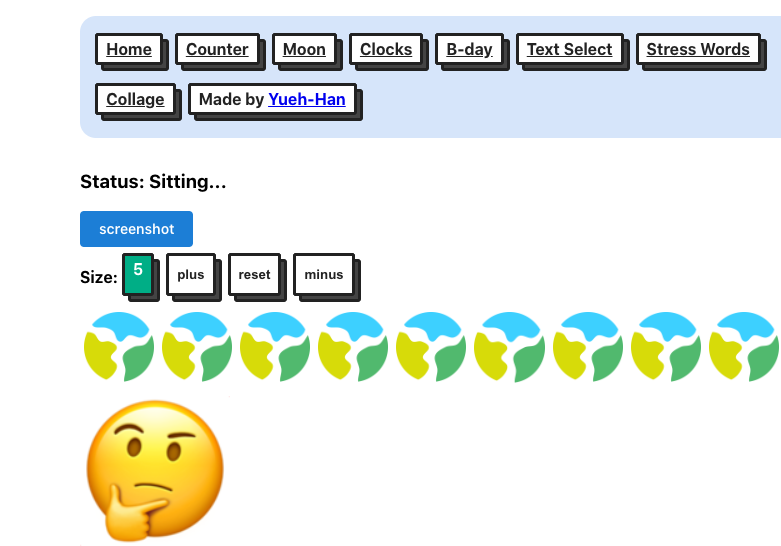 Home Counter Moon Clocks B-day Text Select Stress Words
Collage Made by Yueh-Han
Status: Sitting...
screenshot
Size: 5 plus reset minus